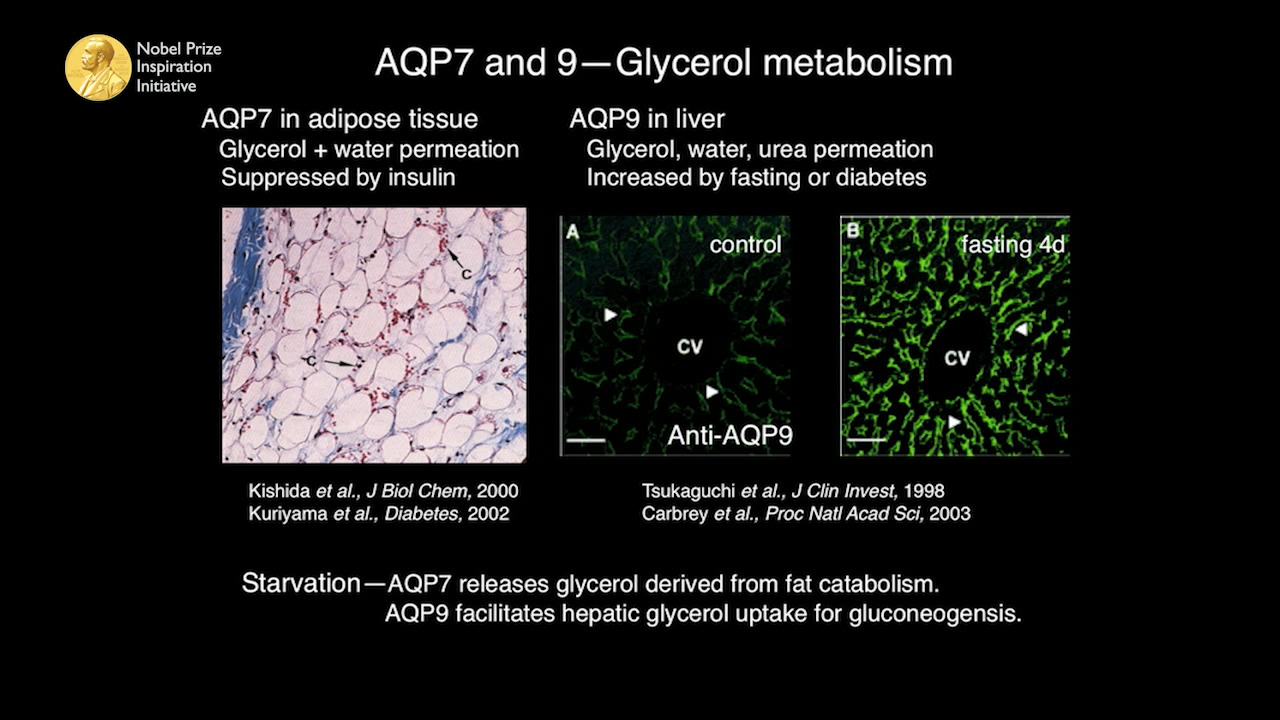 Nobel Prize
Inspiration
Initiative
AQP7 and 9—Glycerol metabolism
AQP7 in adipose tissue
Glycerol + water permeation
Suppressed by insulin
AQP9 in liver
Glycerol, water, urea permeation
Increased by fasting or diabetes
C
C
A
control
CV
Anti-AQP9
B
fasting 4d
CV
Kishida et al., J Biol Chem, 2000
Kuriyama et al., Diabetes, 2002
Tsukaguchi et al., J Clin Invest, 1998
Carbrey et al., Proc Natl Acad Sci, 2003
Starvation—AQP7 releases glycerol derived from fat catabolism.
AQP9 facilitates hepatic glycerol uptake for gluconeogensis.